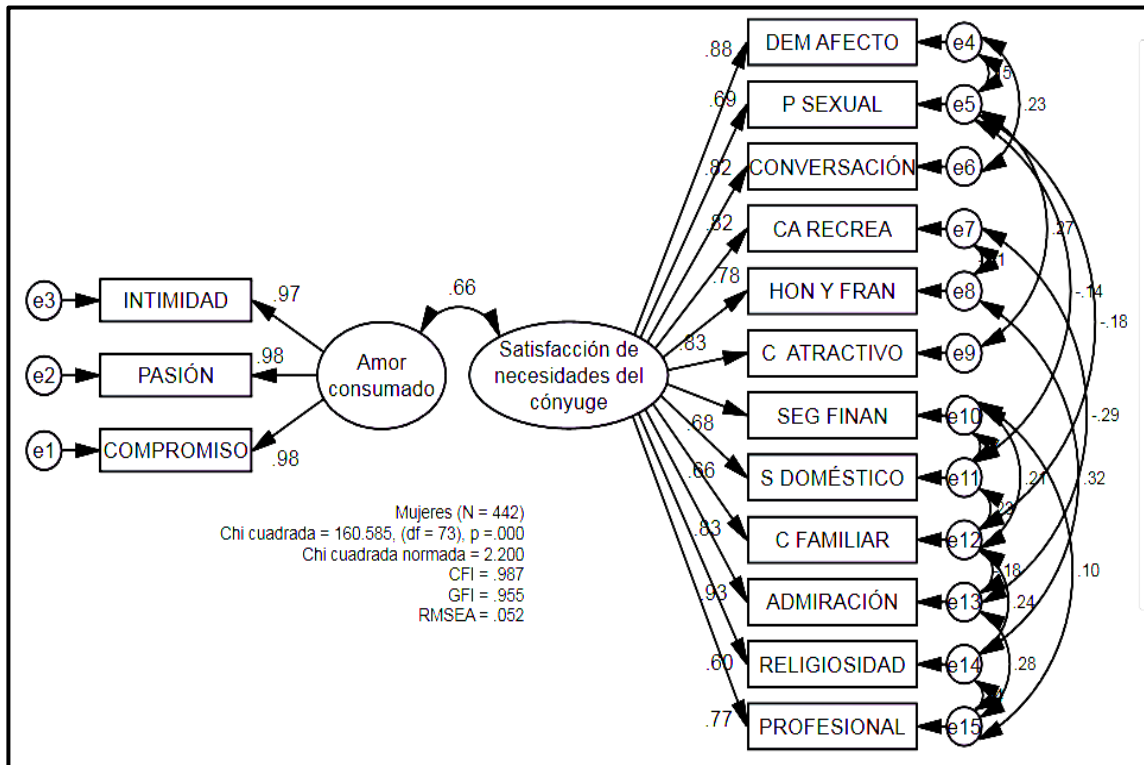 DEM AFECTO
e4
.88
P SEXUAL
e5
.69
.23
CONVERSACIÓN
e6
.82
CA RECREA
e7
.82
.27
HON Y FRAN
e8
.78
-.14
-.18
C ATRACTIVO
e9
.83
SEG FINAN
e10
.68
-.29
S DOMÉSTICO
e11
.66
.21
.32
C FAMILIAR
e12
.83
.10
ADMIRACIÓN
e13
.93
.24
RELIGIOSIDAD
e14
.60
.28
PROFESIONAL
e15
.77
e3
INTIMIDAD
.97
e2
PASIÓN
.98
e1
COMPROMISO
.98
Amor
consumado
.66
Satisfacción de
necesidades del
cónyuge
Mujeres (N = 442)
Chi cuadrada = 160.585, (df = 73), p =.000
Chi cuadrada normada = 2.200
CFI = .987
GFI = .955
RMSEA = .052